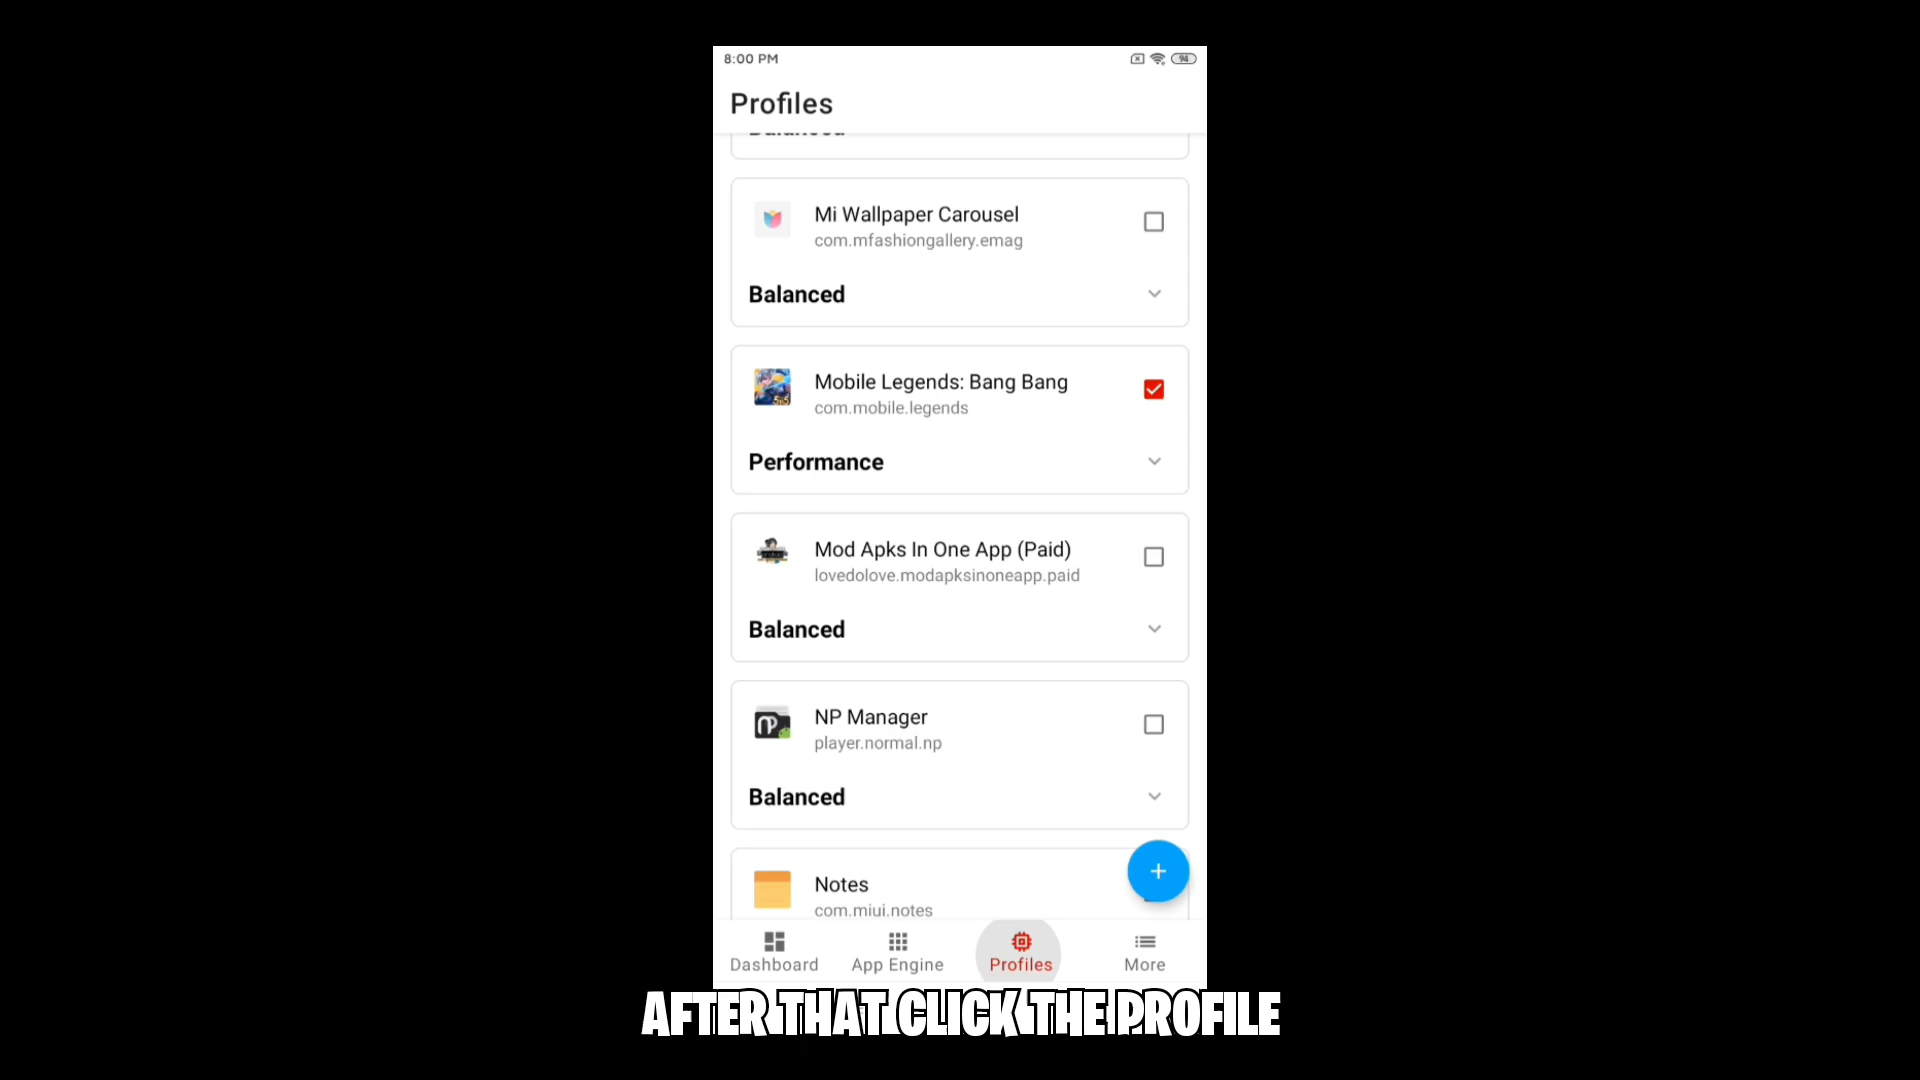 8:00 PM
94
Profiles
Balanced
Mi Wallpaper Carousel
com.mfashiongallery.emag
Balanced
Mobile Legends: Bang Bang
com.mobile.legends
Performance
Mod Apks In One App (Paid)
lovedolove.modapksinoneapp.paid
Balanced
NP Manager
player.normal.np
Balanced
Notes
com.miui.notes
Dashboard App Engine Profiles More
AFTER THAT CLICK THE PROFILE